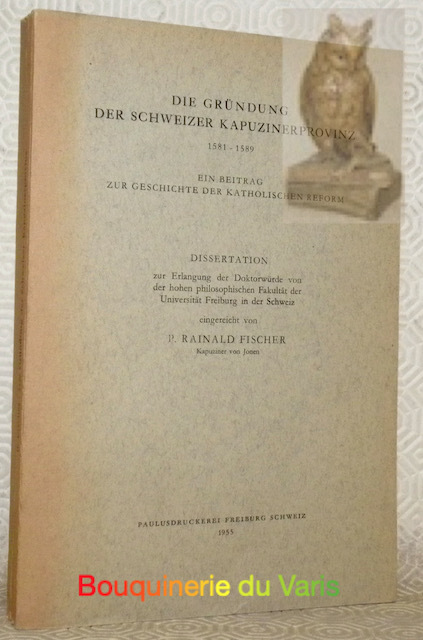 DIE GRÜNDUNG
DER SCHWEIZER KAPUZINERPROVINZ
1581 - 1589
EIN BEITRAG
ZUR GESCHICHTE DER KATHOLISCHEN REFORM
DISSERTATION
zur Erlangung der Doktorwürde von
der hohen philosophischen Fakultät der
Universität Freiburg in der Schweiz
eingereicht von
P. RAINALD FISCHER
Kapuziner von Jonen
PAULUSDRUCKEREI FREIBURG SCHWEIZ
1955
Bouquinerie du Varis